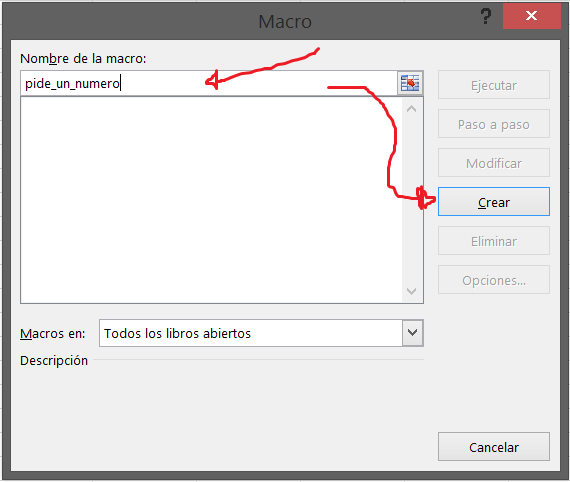 Macro
?
Nombre de la macro:
pide_un_numero
Ejecutar
Paso a paso
Modificar
Crear
Eliminar
Opciones...
Macros en:
Todos los libros abiertos
Descripción
Cancelar